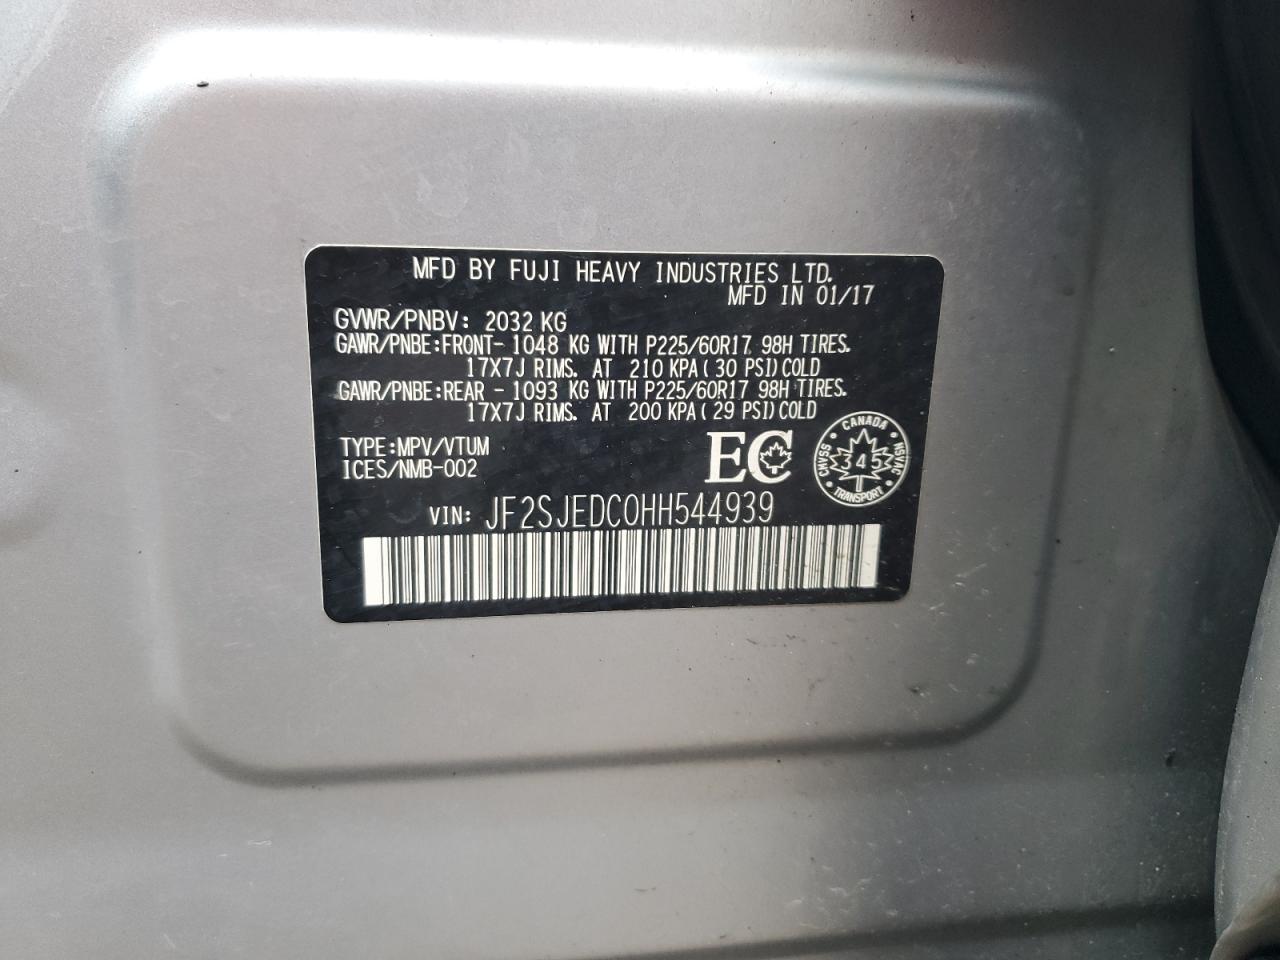 MFD BY FUJI HEAVY INDUSTRIES LTD.
MFD IN 01/17
GVWR/PNBV: 2032 KG
GAWR/PNBE:FRONT- 1048 KG WITH P225/60R17 98H TIRES.
17X7J RIMS. AT 210 KPA ( 30 PSI) COLD
GAWR/PNBE:REAR - 1093 KG WITH P225/60R17 98H TIRES.
17X7J RIMS. AT 200 KPA ( 29 PSI) COLD
TYPE:MPV/VTUM
ICES/NMB-002
EC
CANADA
CMVSS 345 NSVAC
TRANSPORT
VIN: JF2SJEDC0HH544939